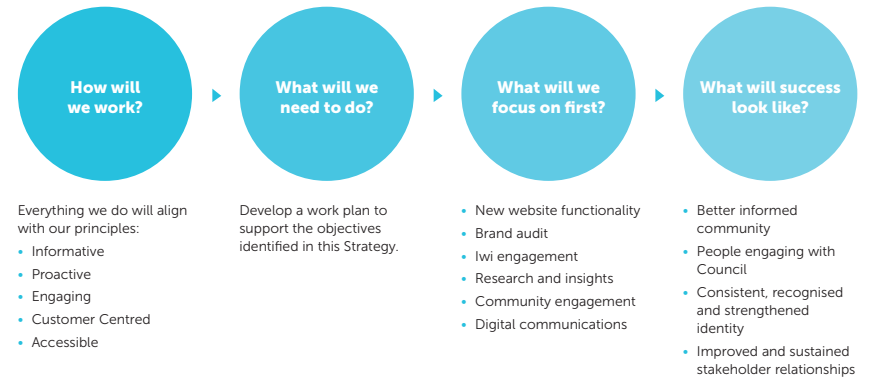 How will
we work?
What will we
need to do?
What will we
focus on first?
What will success
look like?
Everything we do will align
with our principles:
• Informative
• Proactive
• Engaging
• Customer Centred
• Accessible
Develop a work plan to
support the objectives
identified in this Strategy.
• New website functionality
• Brand audit
• Iwi engagement
• Research and insights
• Community engagement
• Digital communications
• Better informed
community
• People engaging with
Council
• Consistent, recognised
and strengthened
identity
• Improved and sustained
stakeholder relationships